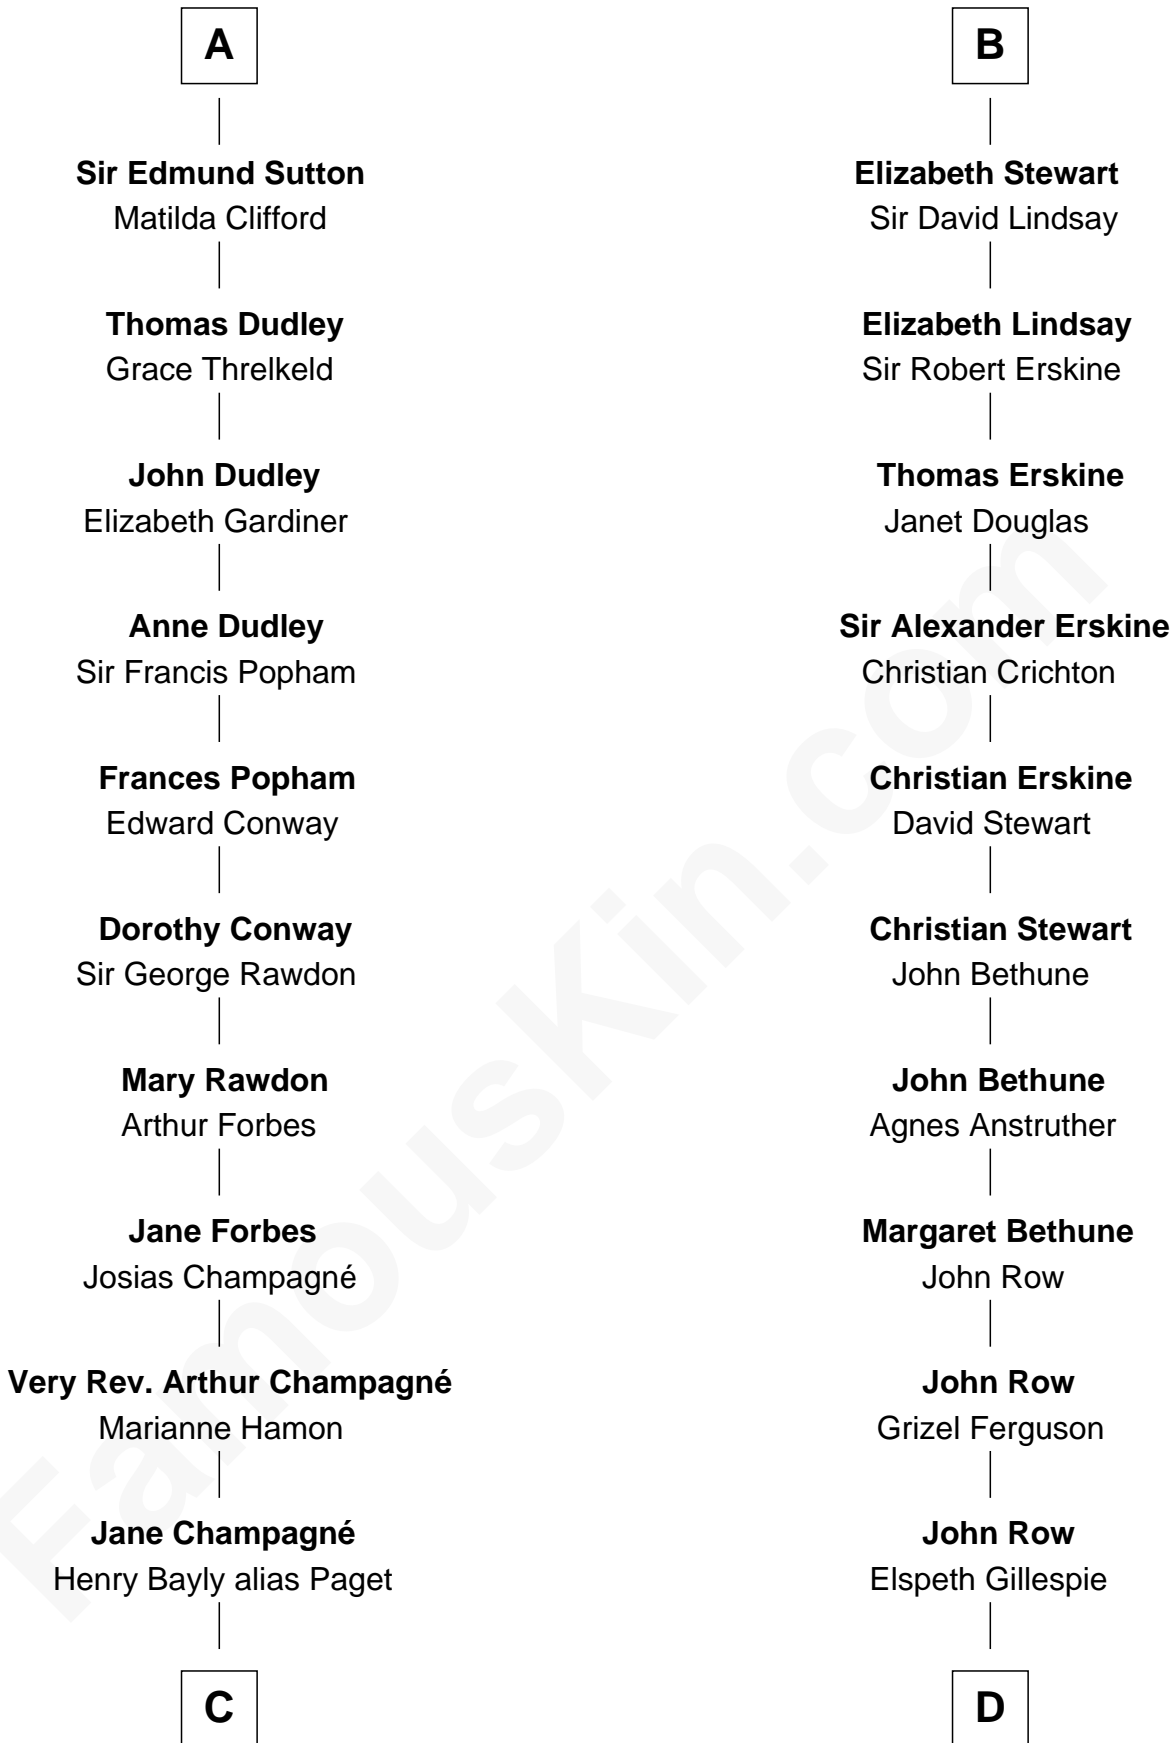 A
Sir Edmund Sutton
Matilda Clifford
Thomas Dudley
Grace Threlkeld
John Dudley
Elizabeth Gardiner
Anne Dudley
Sir Francis Popham
Frances Popham
Edward Conway
Dorothy Conway
Sir George Rawdon
Mary Rawdon
Arthur Forbes
Jane Forbes
Josias Champagné
Very Rev. Arthur Champagné
Marianne Hamon
Jane Champagné
Henry Bayly alias Paget
C
B
Elizabeth Stewart
Sir David Lindsay
Elizabeth Lindsay
Sir Robert Erskine
Thomas Erskine
Janet Douglas
Sir Alexander Erskine
Christian Crichton
Christian Erskine
David Stewart
Christian Stewart
John Bethune
John Bethune
Agnes Anstruther
Margaret Bethune
John Row
John Row
Grizel Ferguson
John Row
Elspeth Gillespie
D
FamousKin.com